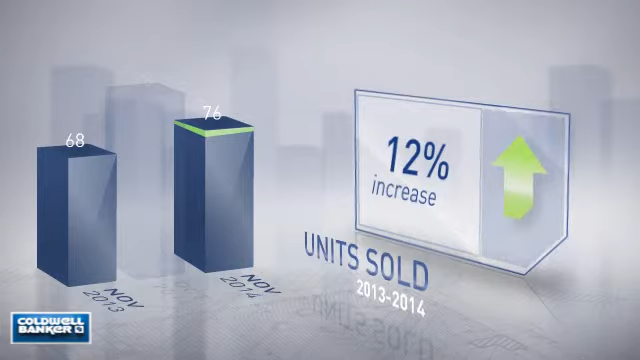 68
76
NOV
2013
NOV
2014
12%
increase
UNITS SOLD
2013-2014
COLDWELL
BANKER